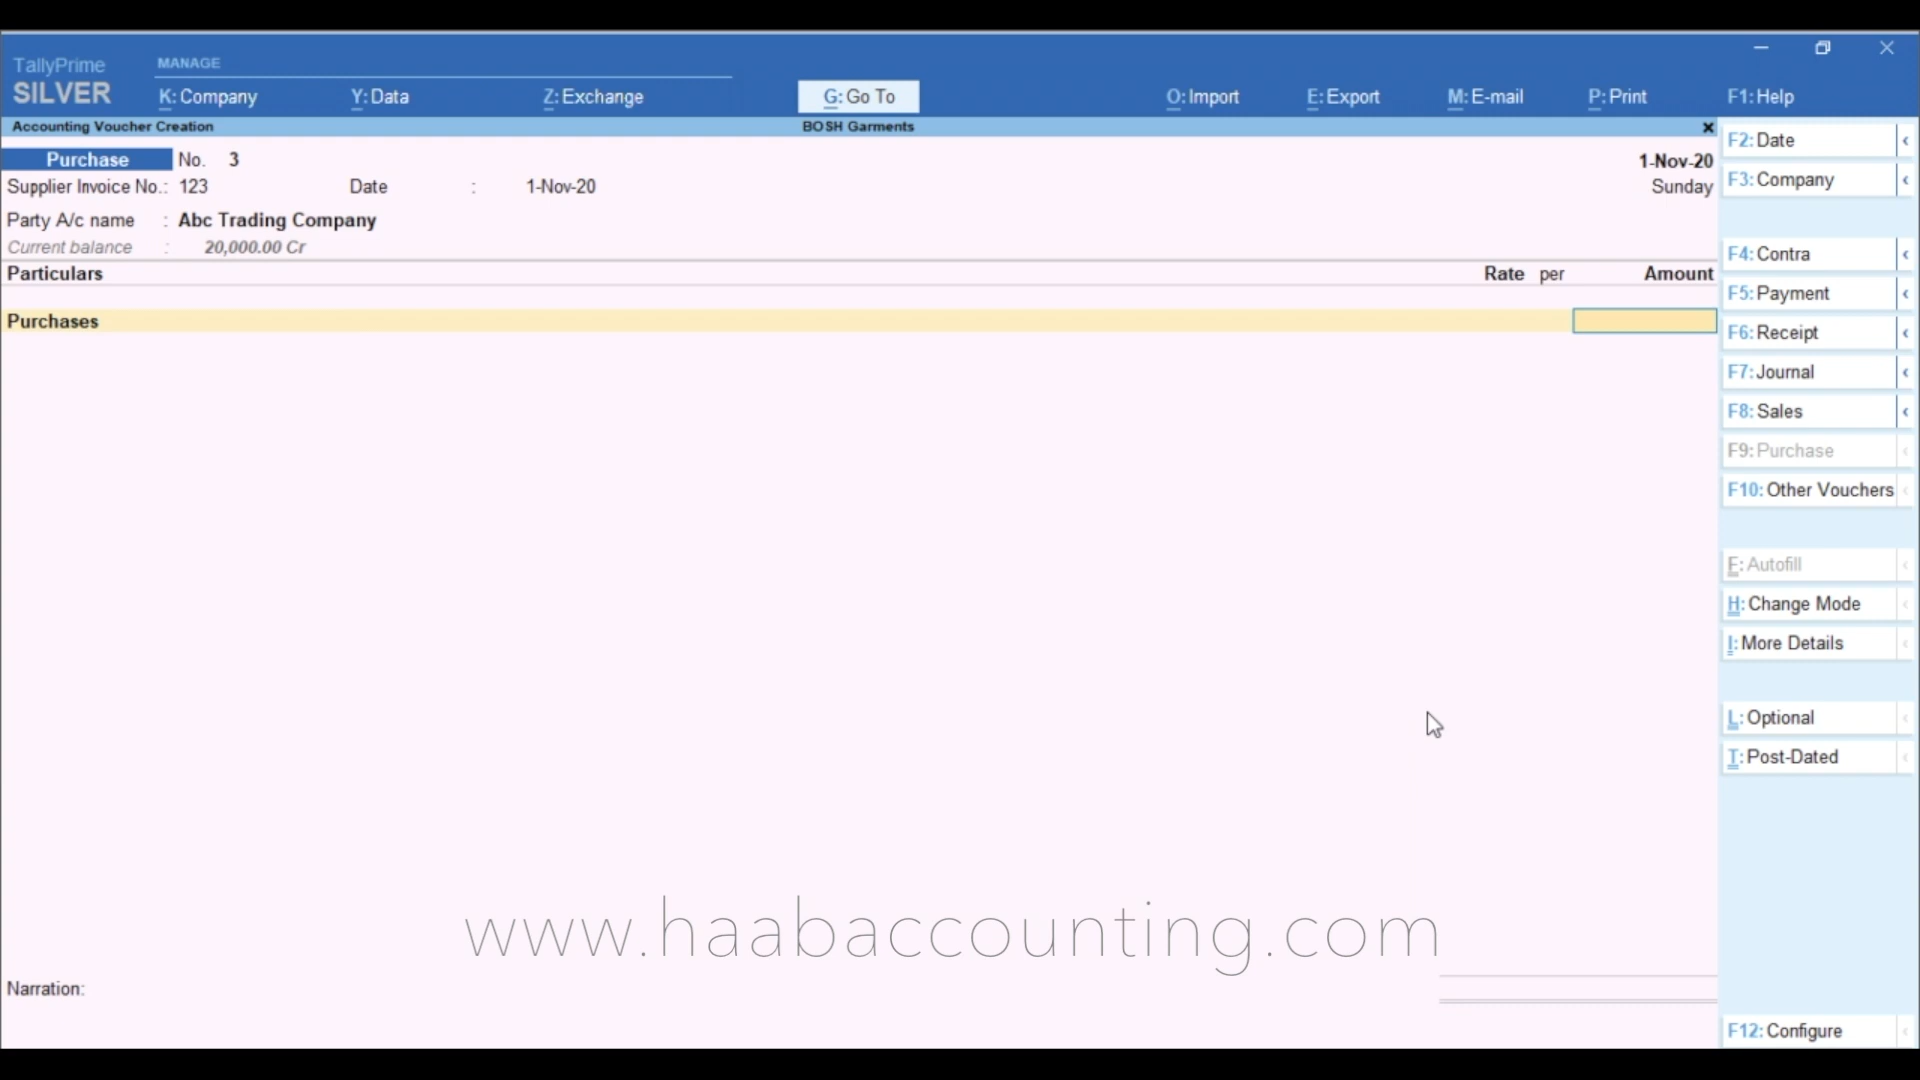 TallyPrime
SILVER
MANAGE
K: Company Y: Data Z: Exchange G: Go To O: Import E: Export M: E-mail P: Print F1: Help
Accounting Voucher Creation BOSH Garments
Purchase No. 3 1-Nov-20
Supplier Invoice No.: 123 Date : 1-Nov-20 Sunday
Party A/c name : Abc Trading Company
Current balance : 20,000.00 Cr
Particulars Rate per Amount
Purchases
Narration:
F2: Date
F3: Company
F4: Contra
F5: Payment
F6: Receipt
F7: Journal
F8: Sales
F9: Purchase
F10: Other Vouchers
F: Autofill
H: Change Mode
I: More Details
L: Optional
T: Post-Dated
F12: Configure
www.haabaccounting.com